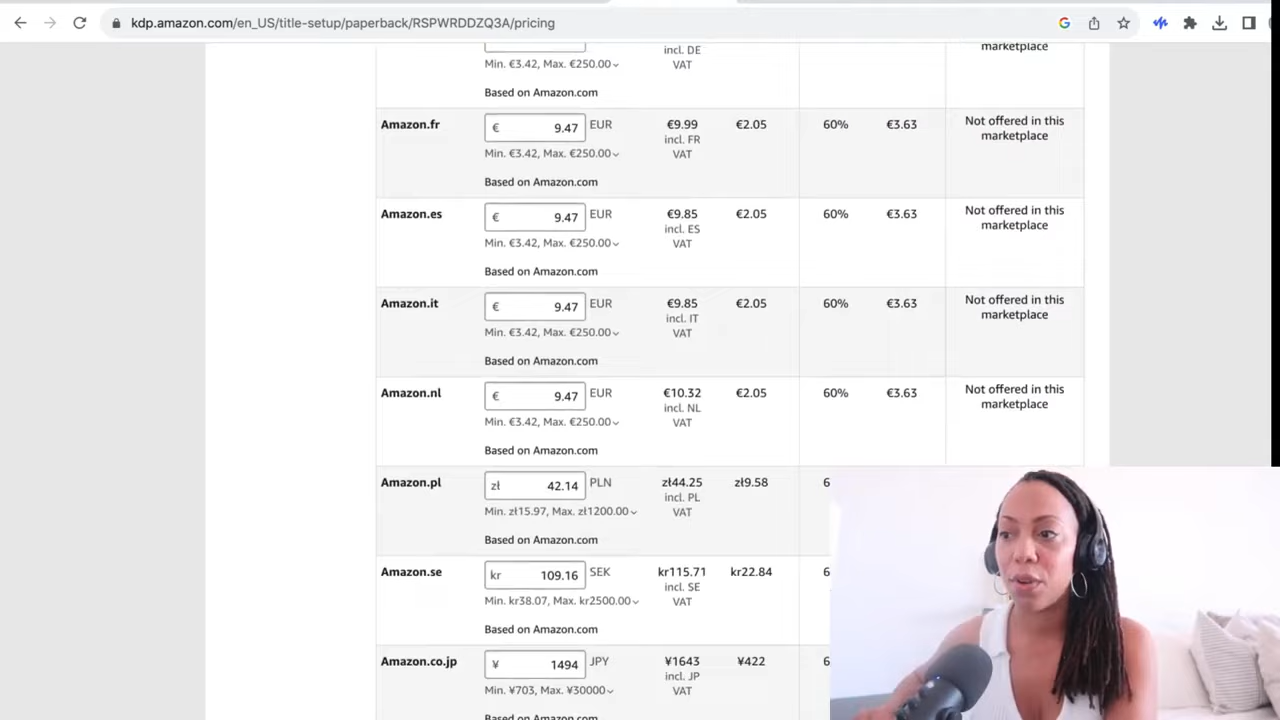 kdp.amazon.com/en_US/title-setup/paperback/RSPWRDDZQ3A/pricing
incl. DE
VAT
marketplace
Min. €3.42, Max. €250.00
Based on Amazon.com
Amazon.fr
€ 9.47 EUR
Min. €3.42, Max. €250.00
Based on Amazon.com
€9.99
incl. FR
VAT
€2.05
60%
€3.63
Not offered in this
marketplace
Amazon.es
€ 9.47 EUR
Min. €3.42, Max. €250.00
Based on Amazon.com
€9.85
incl. ES
VAT
€2.05
60%
€3.63
Not offered in this
marketplace
Amazon.it
€ 9.47 EUR
Min. €3.42, Max. €250.00
Based on Amazon.com
€9.85
incl. IT
VAT
€2.05
60%
€3.63
Not offered in this
marketplace
Amazon.nl
€ 9.47 EUR
Min. €3.42, Max. €250.00
Based on Amazon.com
€10.32
incl. NL
VAT
€2.05
60%
€3.63
Not offered in this
marketplace
Amazon.pl
zł 42.14 PLN
Min. zł15.97, Max. zł1200.00
Based on Amazon.com
zł44.25
incl. PL
VAT
zł9.58
6
Amazon.se
kr 109.16 SEK
Min. kr38.07, Max. kr2500.00
Based on Amazon.com
kr115.71
incl. SE
VAT
kr22.84
6
Amazon.co.jp
¥ 1494 JPY
Min. ¥703, Max. ¥30000
Based on Amazon.com
¥1643
incl. JP
VAT
¥422
6